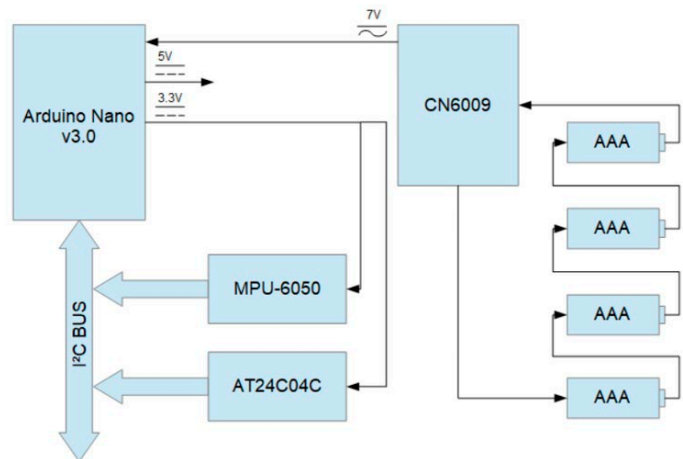 7V
5V
3.3V
Arduino Nano
v3.0
CN6009
AAA
AAA
AAA
AAA
MPU-6050
AT24C04C
I²C BUS